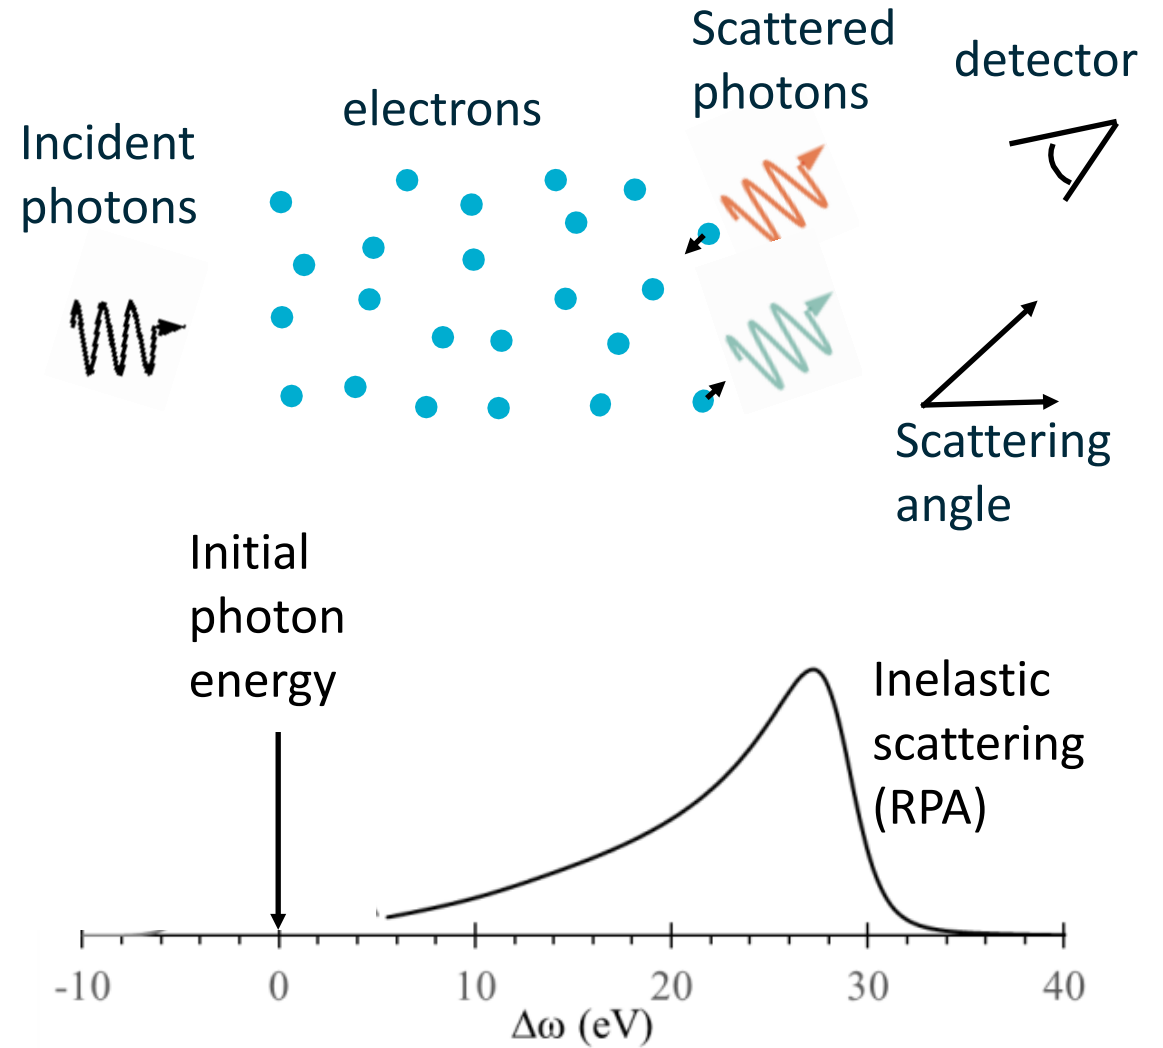 Scattered
photons
detector
electrons
Incident
photons
Scattering
angle
Initial
photon
energy
Inelastic
scattering
(RPA)
-10 0 10 20 30 40
Δω (eV)